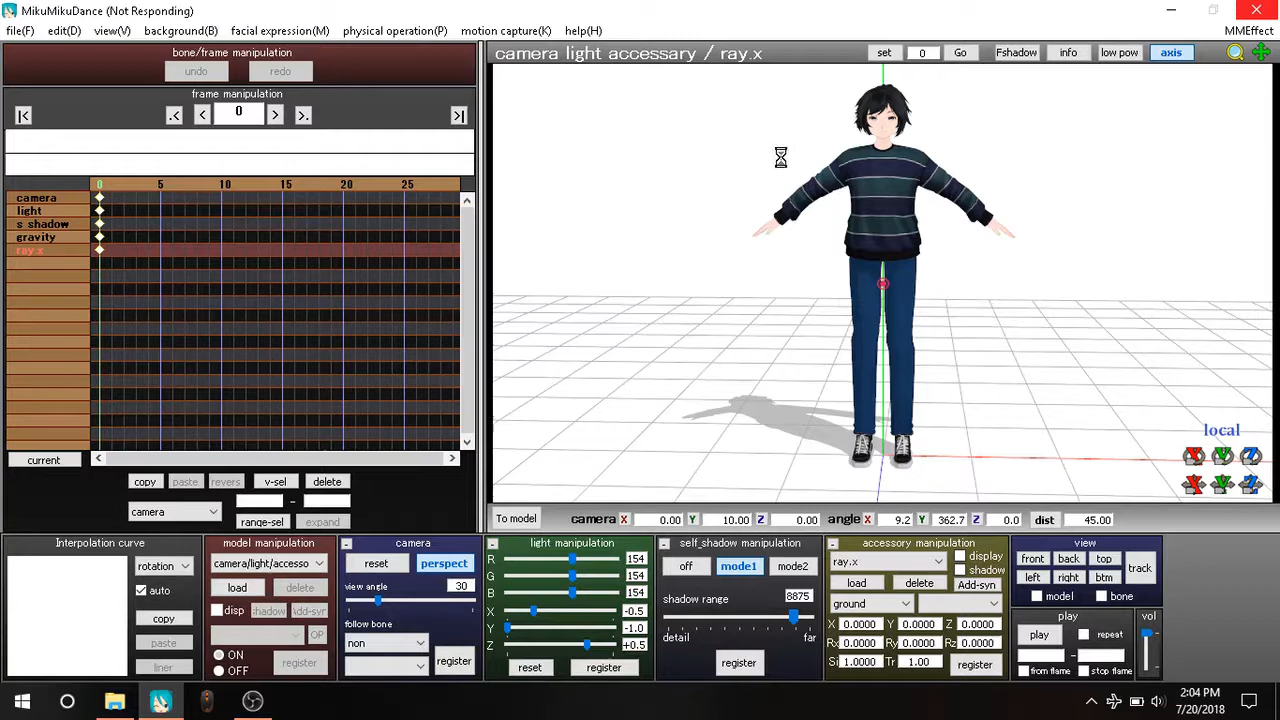 MikuMikuDance (Not Responding)
file(F) edit(D) view(V) background(B) facial expression(M) physical operation(P) motion capture(K) help(H) MMEffect
bone/frame manipulation
undo redo
frame manipulation
|< .< < 0 > >. >|
0 5 10 15 20 25
camera
light
s shadow
gravity
ray.x
current
copy paste revers v-sel delete
camera -
range-sel expand
camera light accessary / ray.x set 0 Go Fshadow info low pow axis
local
X Y Z
X Y Z
To model camera X 0.00 Y 10.00 Z 0.00 angle X 9.2 Y 362.7 Z 0.0 dist 45.00
Interpolation curve
rotation
auto
copy
paste
liner
model manipulation
camera/light/accesso
load delete
disp shadow Add-syn
OP
ON
OFF
register
- camera
reset perspect
view angle 30
follow bone
non
register
- light manipulation
R 154
G 154
B 154
X -0.5
Y -1.0
Z +0.5
reset register
self_shadow manipulation
off mode1 mode2
shadow range 8875
detail far
register
- accessory manipulation
ray.x display
shadow
load delete Add-syn
ground
X 0.0000 Y 0.0000 Z 0.0000
Rx 0.0000 Ry 0.0000 Rz 0.0000
Si 1.0000 Tr 1.00 register
view
front back top
left right btm
track
model bone
play
play repeat
-
from flame stop flame
vol
2:04 PM
7/20/2018